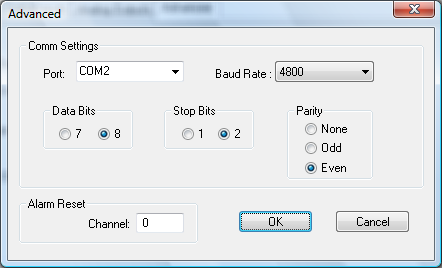 Advanced
Comm Settings
Port: COM2 Baud Rate : 4800
Data Bits Stop Bits Parity
7 8 1 2 None
Odd
Even
Alarm Reset
Channel: 0 OK Cancel